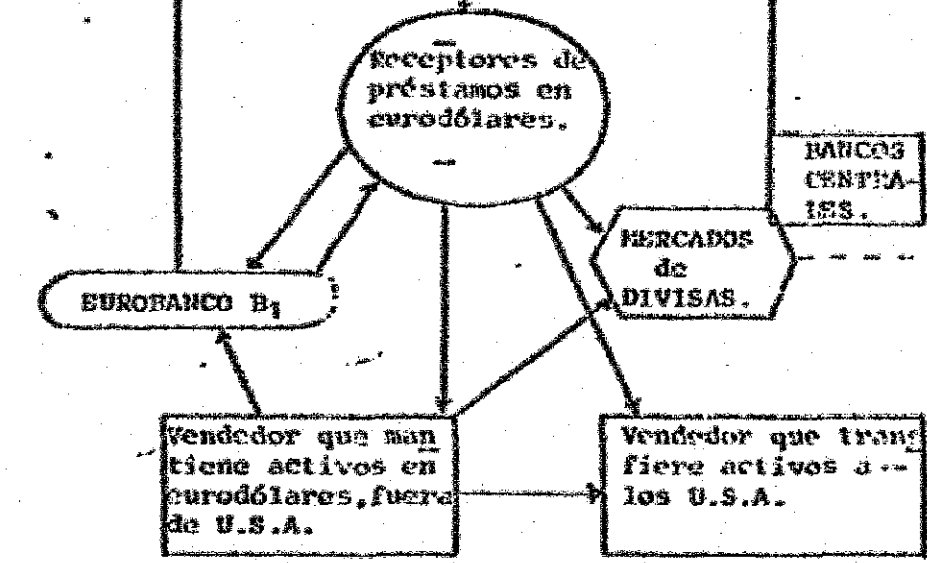 Receptores de
préstamos en
eurodólares.
BANCOS
CENTRA-
LES.
MERCADOS
de
DIVISAS.
EUROBANCO B1
Vendedor que man
tiene activos en
eurodólares,fuera
de U.S.A.
Vendedor que trans
fiere activos a --
los U.S.A.